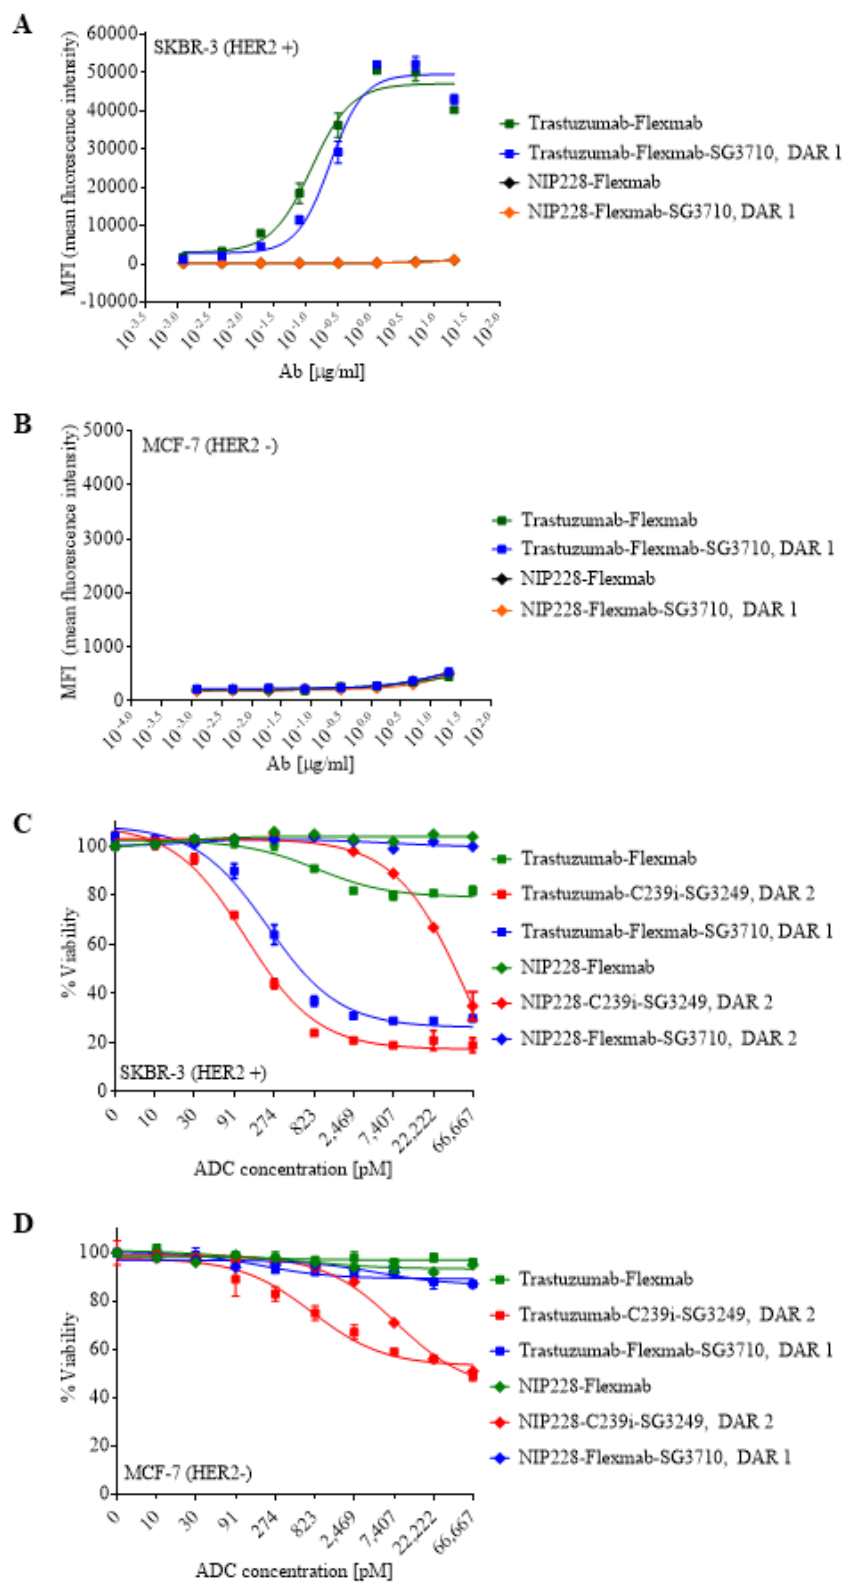 A
SKBR-3 (HER2 +)
MFI (mean fluorescence intensity)
60000
50000
40000
30000
20000
10000
0
-10000
10^-3.5 10^-3.0 10^-2.5 10^-2.0 10^-1.5 10^-1.0 10^-0.5 10^0.0 10^0.5 10^1.0 10^1.5 10^2.0
Ab [µg/ml]
Trastuzumab-Flexmab
Trastuzumab-Flexmab-SG3710, DAR 1
NIP228-Flexmab
NIP228-Flexmab-SG3710, DAR 1
B
MCF-7 (HER2 -)
MFI (mean fluorescence intensity)
5000
4000
3000
2000
1000
0
10^-4.0 10^-3.5 10^-3.0 10^-2.5 10^-2.0 10^-1.5 10^-1.0 10^-0.5 10^0.0 10^0.5 10^1.0 10^1.5 10^2.0
Ab [µg/ml]
Trastuzumab-Flexmab
Trastuzumab-Flexmab-SG3710, DAR 1
NIP228-Flexmab
NIP228-Flexmab-SG3710, DAR 1
C
% Viability
100
80
60
40
20
0
SKBR-3 (HER2 +)
0 10 30 91 274 823 2,469 7,407 22,222 66,667
ADC concentration [pM]
Trastuzumab-Flexmab
Trastuzumab-C239i-SG3249, DAR 2
Trastuzumab-Flexmab-SG3710, DAR 1
NIP228-Flexmab
NIP228-C239i-SG3249, DAR 2
NIP228-Flexmab-SG3710, DAR 2
D
% Viability
100
80
60
40
20
0
MCF-7 (HER2-)
0 10 30 91 274 823 2,469 7,407 22,222 66,667
ADC concentration [pM]
Trastuzumab-Flexmab
Trastuzumab-C239i-SG3249, DAR 2
Trastuzumab-Flexmab-SG3710, DAR 1
NIP228-Flexmab
NIP228-C239i-SG3249, DAR 2
NIP228-Flexmab-SG3710, DAR 1